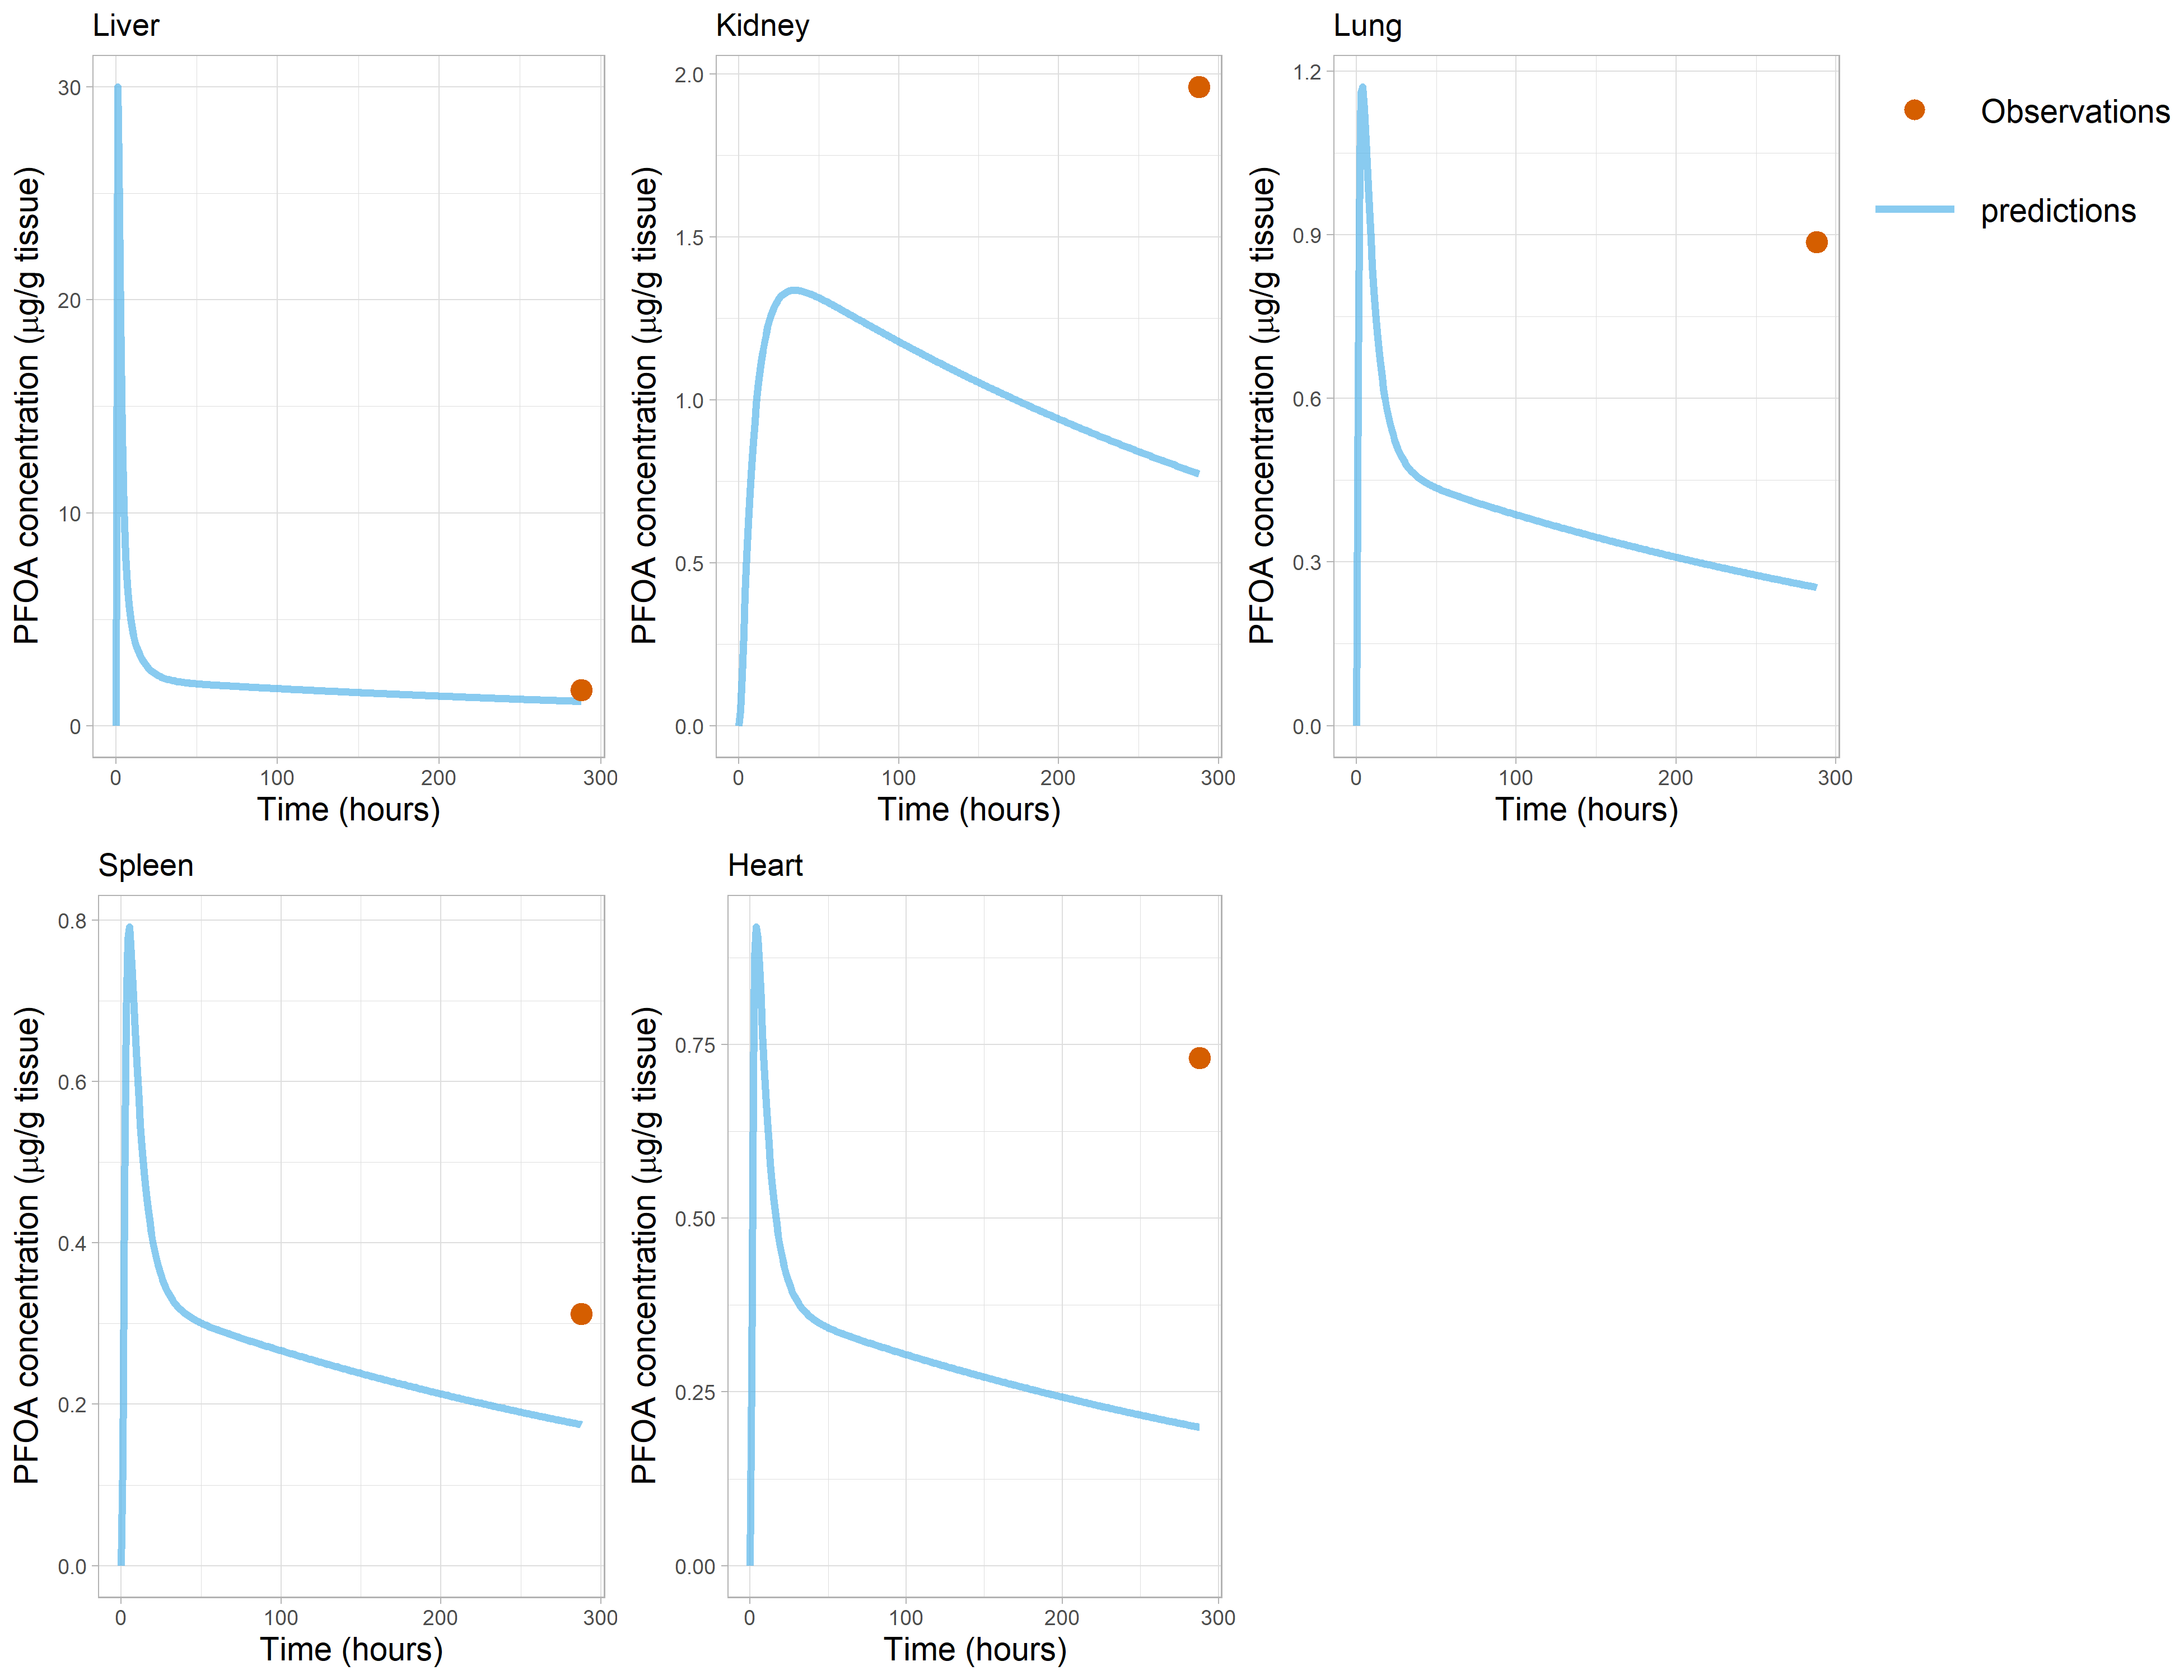 Liver
30
20
10
0
PFOA concentration (μg/g tissue)
0 100 200 300
Time (hours)
Kidney
2.0
1.5
1.0
0.5
0.0
PFOA concentration (μg/g tissue)
0 100 200 300
Time (hours)
Lung
1.2
0.9
0.6
0.3
0.0
PFOA concentration (μg/g tissue)
0 100 200 300
Time (hours)
Observations
predictions
Spleen
0.8
0.6
0.4
0.2
0.0
PFOA concentration (μg/g tissue)
0 100 200 300
Time (hours)
Heart
0.75
0.50
0.25
0.00
PFOA concentration (μg/g tissue)
0 100 200 300
Time (hours)